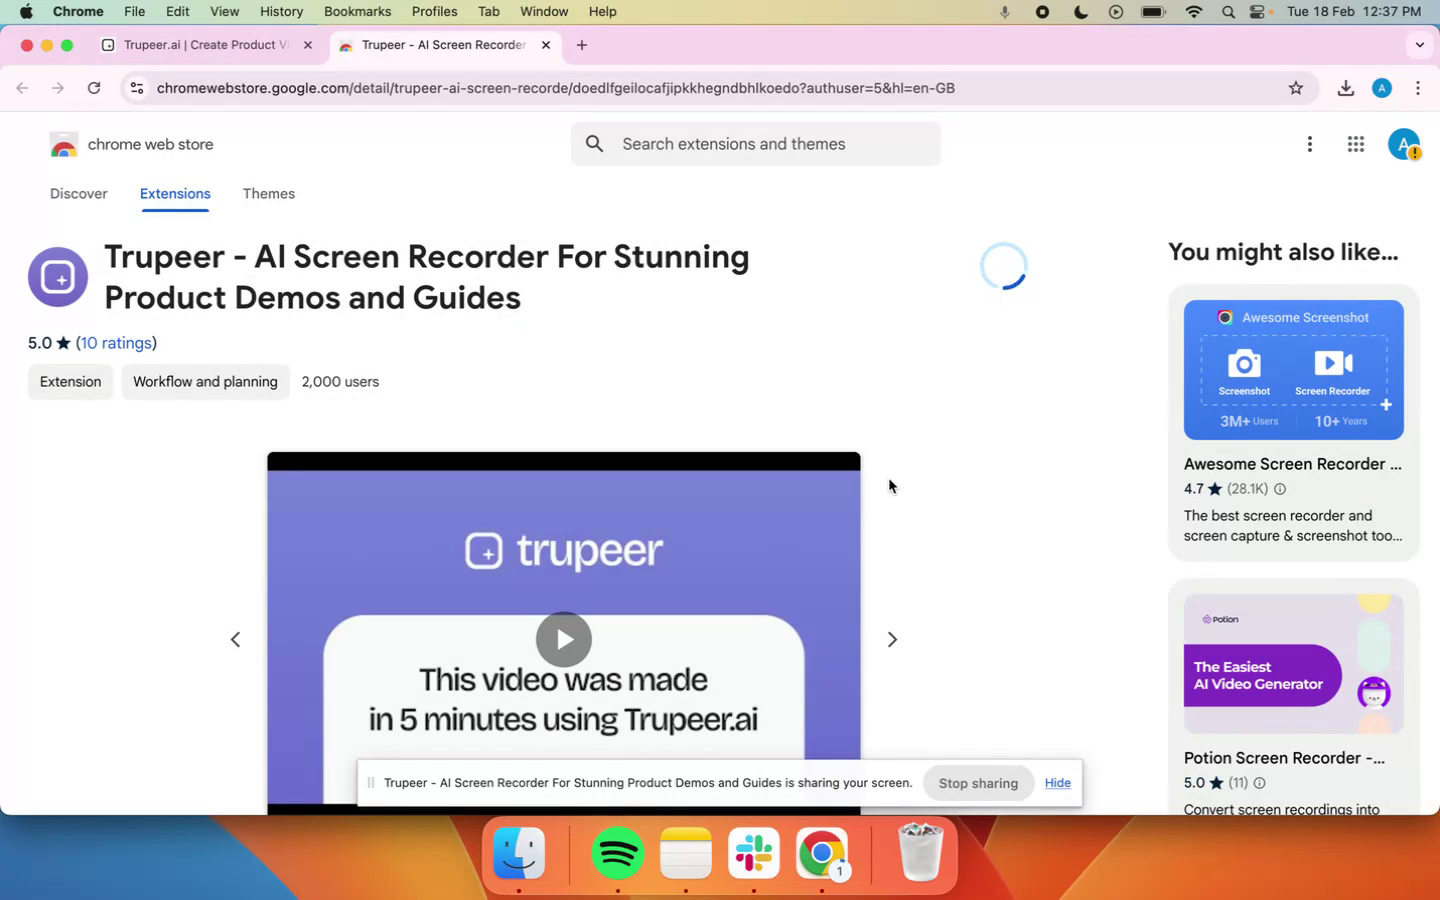 Chrome File Edit View History Bookmarks Profiles Tab Window Help Tue 18 Feb 12:37 PM
Trupeer.ai | Create Product Vi
Trupeer - AI Screen Recorder
chromewebstore.google.com/detail/trupeer-ai-screen-recorde/doedlfgeilocafjipkkhegndbhlkoedo?authuser=5&hl=en-GB
A
chrome web store
Search extensions and themes
A
Discover Extensions Themes
Trupeer - AI Screen Recorder For Stunning
Product Demos and Guides
5.0 ★ (10 ratings)
Extension
Workflow and planning
2,000 users
trupeer
This video was made
in 5 minutes using Trupeer.ai
You might also like...
Awesome Screenshot
Screenshot
Screen Recorder
3M+ Users
10+ Years
Awesome Screen Recorder ...
4.7 ★ (28.1K)
The best screen recorder and
screen capture & screenshot too...
Potion
The Easiest
AI Video Generator
Potion Screen Recorder -...
5.0 ★ (11)
Convert screen recordings into
Trupeer - AI Screen Recorder For Stunning Product Demos and Guides is sharing your screen.
Stop sharing
Hide
1